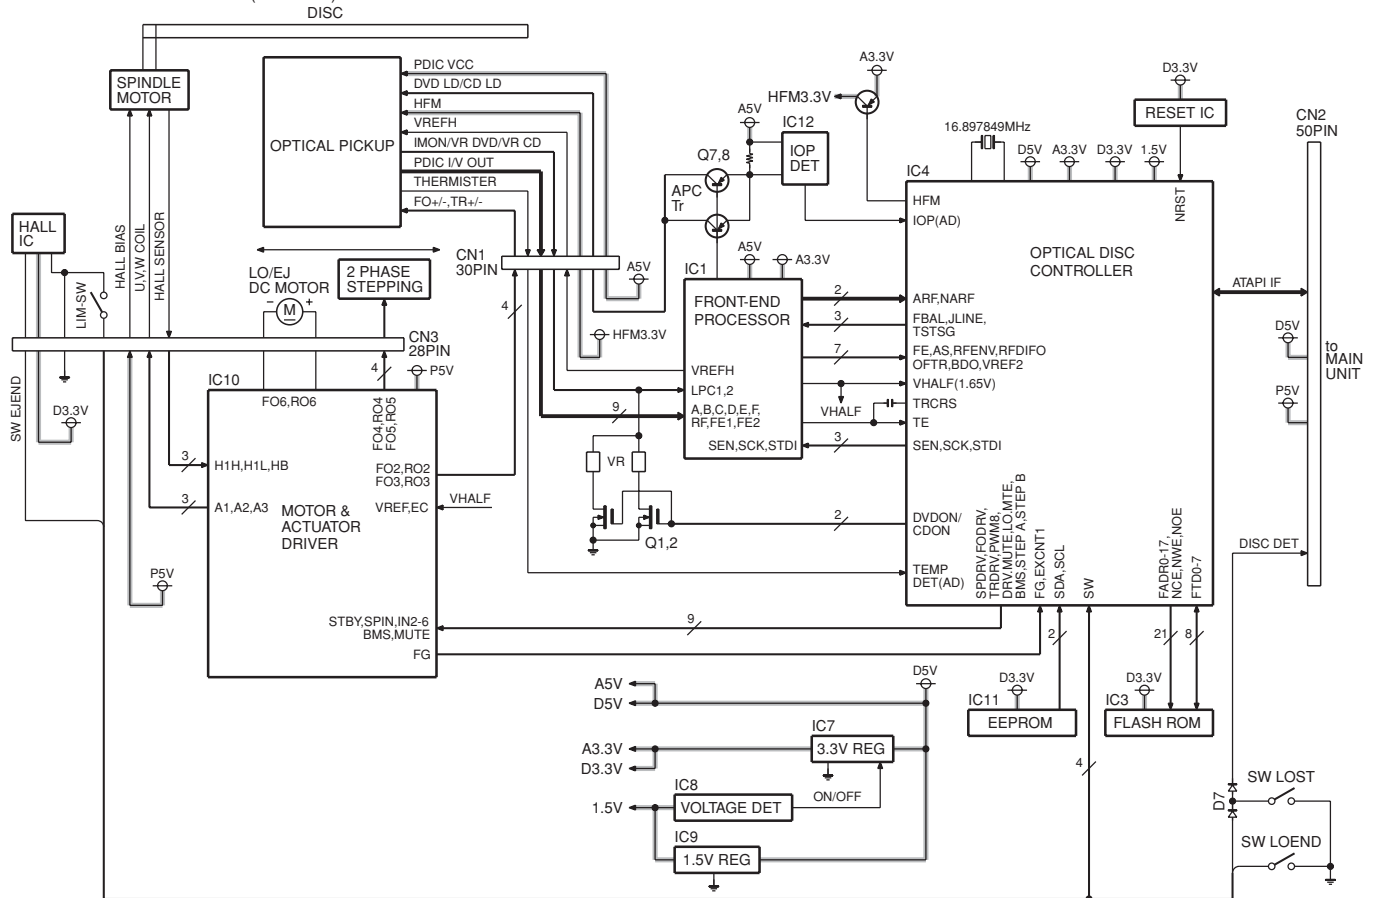 DISC
SPINDLE
MOTOR
OPTICAL PICKUP
PDIC VCC
DVD LD/CD LD
HFM
VREFH
IMON/VR DVD/VR CD
PDIC I/V OUT
THERMISTER
FO+/-,TR+/-
HALL
IC
LIM-SW
HALL BIAS
U,V,W COIL
HALL SENSOR
LO/EJ
DC MOTOR
M
− +
2 PHASE
STEPPING
CN1
30PIN
4
A5V
HFM3.3V
CN3
28PIN
4
P5V
SW EJEND
D3.3V
P5V
IC10
FO6,RO6
FO4,RO4
FO5,RO5
3
H1H,H1L,HB
FO2,RO2
FO3,RO3
3
A1,A2,A3
VREF,EC
VHALF
MOTOR &
ACTUATOR
DRIVER
STBY,SPIN,IN2-6
BMS,MUTE
FG
9
Q7,8
APC
Tr
A5V
IC12
IOP
DET
A3.3V
HFM3.3V
IC1
A5V
A3.3V
FRONT-END
PROCESSOR
VREFH
LPC1,2
9
A,B,C,D,E,F,
RF,FE1,FE2
SEN,SCK,STDI
VR
Q1,2
2
3
7
VHALF
3
2
16.897849MHz
D5V
A3.3V
D3.3V
1.5V
D3.3V
RESET IC
IC4
NRST
HFM
IOP(AD)
OPTICAL DISC
CONTROLLER
ARF,NARF
FBAL,JLINE,
TSTSG
FE,AS,RFENV,RFDIFO
OFTR,BDO,VREF2
VHALF(1.65V)
TRCRS
TE
SEN,SCK,STDI
DVDON/
CDON
TEMP
DET(AD)
SPDRV,FODRV,
TRDRV,PWM8,
DRV.MUTE,LO.MTE,
BMS,STEP A,STEP B
FG,EXCNT1
SDA,SCL
SW
FADR0-17,
NCE,NWE,NOE
FTD0-7
ATAPI IF
CN2
50PIN
D5V
P5V
to
MAIN
UNIT
DISC DET
2
21
8
D3.3V
IC11
EEPROM
D3.3V
IC3
FLASH ROM
4
A5V
D5V
D5V
A3.3V
D3.3V
IC7
3.3V REG
1.5V
IC8
VOLTAGE DET
ON/OFF
IC9
1.5V REG
D7
SW LOST
SW LOEND